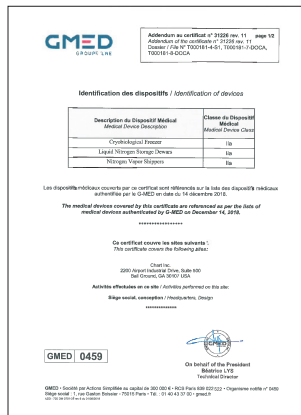 GMED
GROUPE LNE
Addendum au certificat n° 31226 rev. 11 page 1/2
Addendum of the certificate n° 31226 rev. 11
Dossier / File N° T000181-4-S1, T000181-7-DOCA,
T000181-8-DOCA
Identification des dispositifs / Identification of devices
Description du Dispositif Médical
Medical Device Description
Classe du Dispositif
Médical
Medical Device Class
Cryobiological Freezer
IIa
Liquid Nitrogen Storage Dewars
IIa
Nitrogen Vapor Shippers
IIa
Les dispositifs médicaux couverts par ce certificat sont référencés sur la liste des dispositifs médicaux
authentifiée par le G-MED en date du 14 décembre 2018.
The medical devices covered by this certificate are referenced as per the lists of
medical devices authenticated by G-MED on December 14, 2018.
Ce certificat couvre les sites suivants :
This certificate covers the following sites:
Chart Inc.
2200 Airport Industrial Drive, Suite 500
Ball Ground, GA 30107 USA
Activités effectuées en ce site / Activities performed on this site:
Siège social, conception / Headquarters, Design
GMED 0459
GMED
On behalf of the President
Béatrice LYS
Technical Director
GMED • Société par Actions Simplifiée au capital de 300 000 € • RCS Paris 839 022 522 • Organisme notifié n° 0459
Siège social : 1, rue Gaston Boissier - 75015 Paris • Tél. : 01 40 43 37 00 • gmed.fr